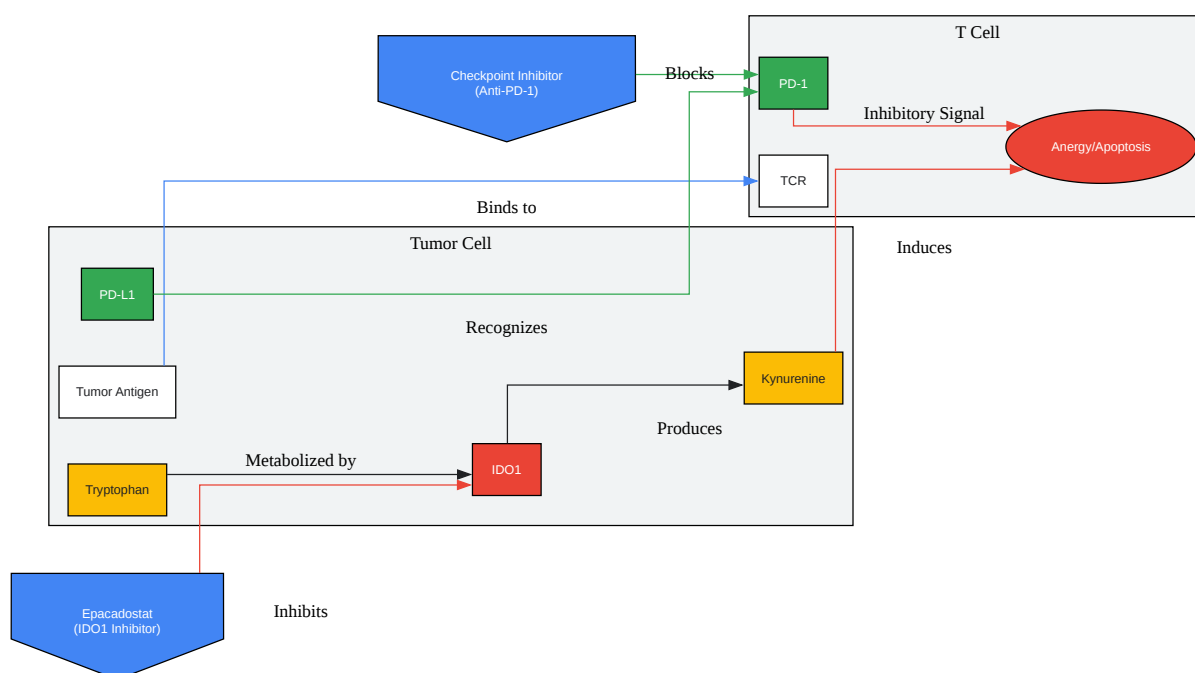 T Cell
Checkpoint Inhibitor
(Anti-PD-1)
Blocks
PD-1
Inhibitory Signal
Anergy/Apoptosis
TCR
Binds to
Tumor Cell
Induces
PD-L1
Recognizes
Tumor Antigen
Kynurenine
Produces
Metabolized by
IDO1
Tryptophan
Epacadostat
(IDO1 Inhibitor)
Inhibits